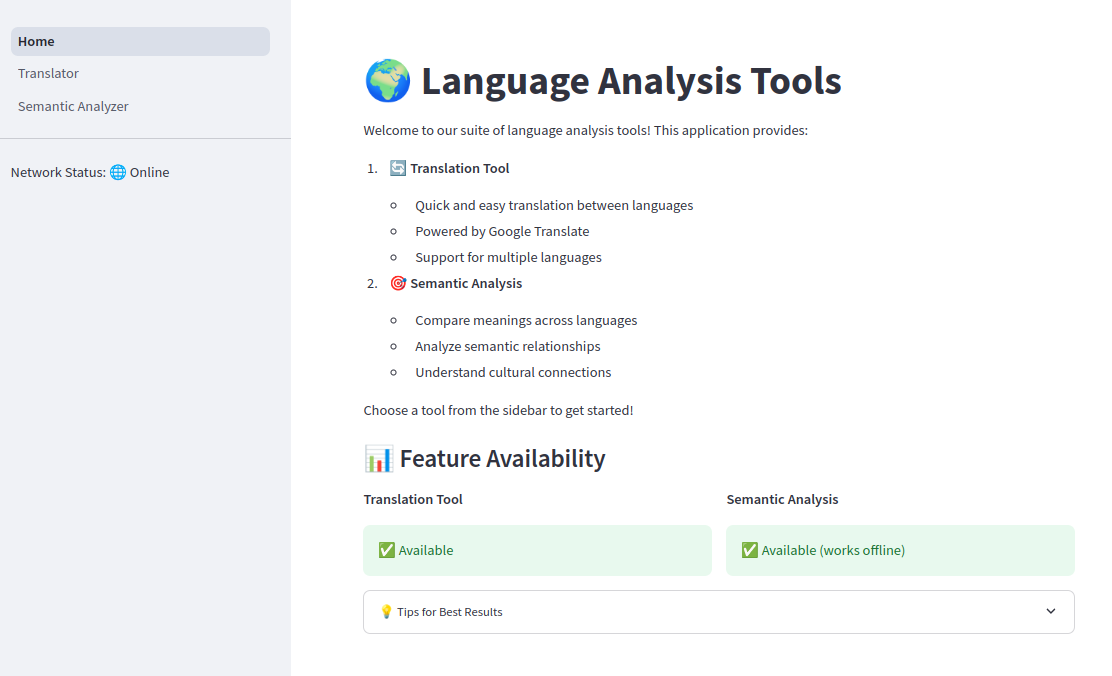 Home
Translator
Semantic Analyzer
Network Status: 🌐 Online
🌍 Language Analysis Tools
Welcome to our suite of language analysis tools! This application provides:
1. 🔄 Translation Tool
Quick and easy translation between languages
Powered by Google Translate
Support for multiple languages
2. 🎯 Semantic Analysis
Compare meanings across languages
Analyze semantic relationships
Understand cultural connections
Choose a tool from the sidebar to get started!
📊 Feature Availability
Translation Tool
✅ Available
Semantic Analysis
✅ Available (works offline)
💡 Tips for Best Results